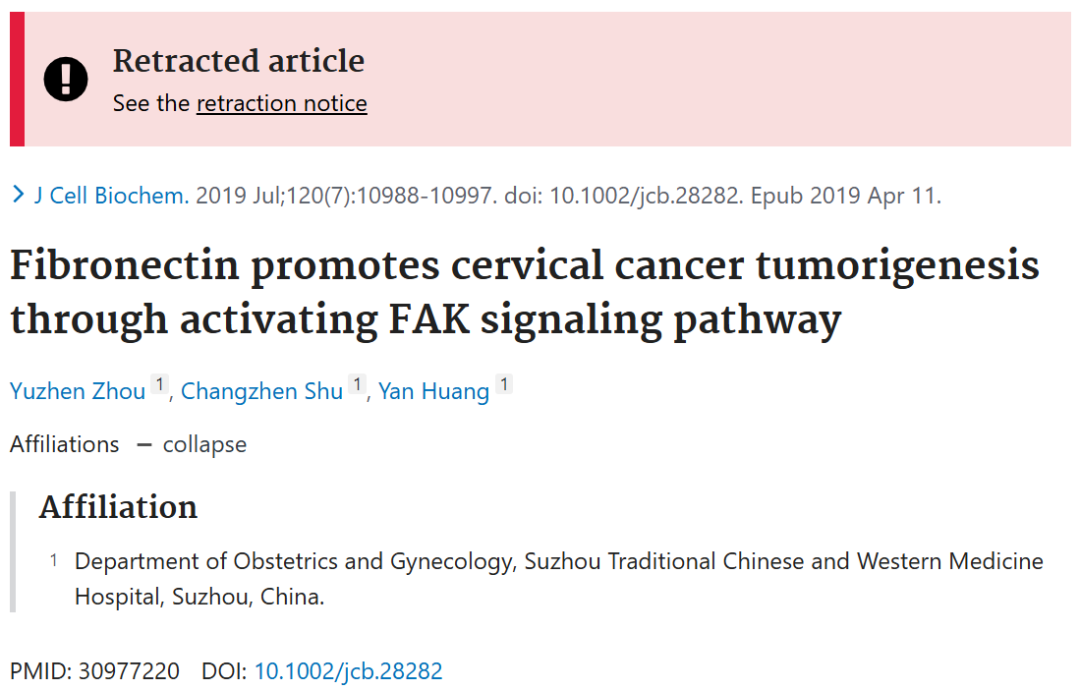 Retracted article
See the retraction notice
J Cell Biochem. 2019 Jul;120(7):10988-10997. doi: 10.1002/jcb.28282. Epub 2019 Apr 11.
Fibronectin promotes cervical cancer tumorigenesis
through activating FAK signaling pathway
Yuzhen Zhou 1, Changzhen Shu 1, Yan Huang 1
Affiliations — collapse
Affiliation
1 Department of Obstetrics and Gynecology, Suzhou Traditional Chinese and Western Medicine
Hospital, Suzhou, China.
PMID: 30977220 DOI: 10.1002/jcb.28282